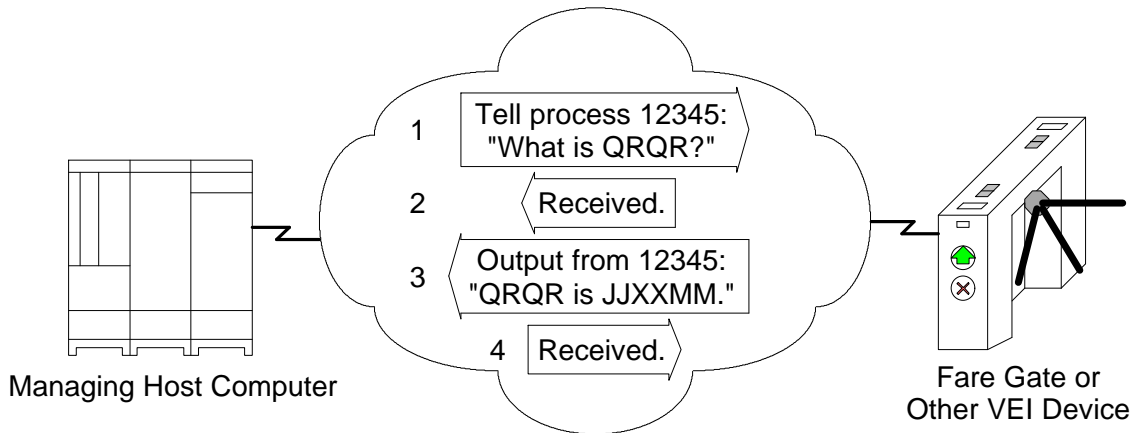 1
Tell process 12345:
"What is QRQR?"
2
Received.
3
Output from 12345:
"QRQR is JJXXMM."
4
Received.
Managing Host Computer
Fare Gate or
Other VEI Device